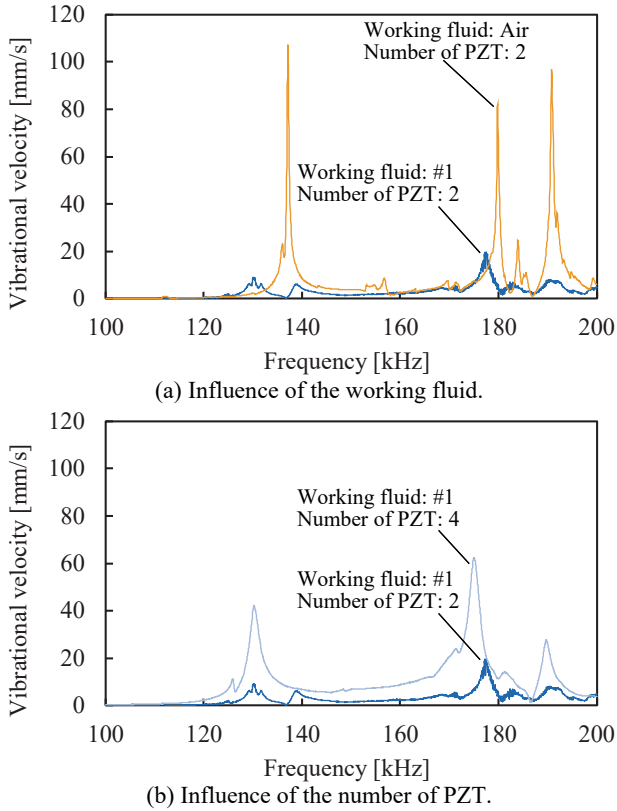 120
100
80
60
40
20
0
Vibrational velocity [mm/s]
Working fluid: Air
Number of PZT: 2
Working fluid: #1
Number of PZT: 2
100 120 140 160 180 200
Frequency [kHz]
(a) Influence of the working fluid.
120
100
80
60
40
20
0
Vibrational velocity [mm/s]
Working fluid: #1
Number of PZT: 4
Working fluid: #1
Number of PZT: 2
100 120 140 160 180 200
Frequency [kHz]
(b) Influence of the number of PZT.